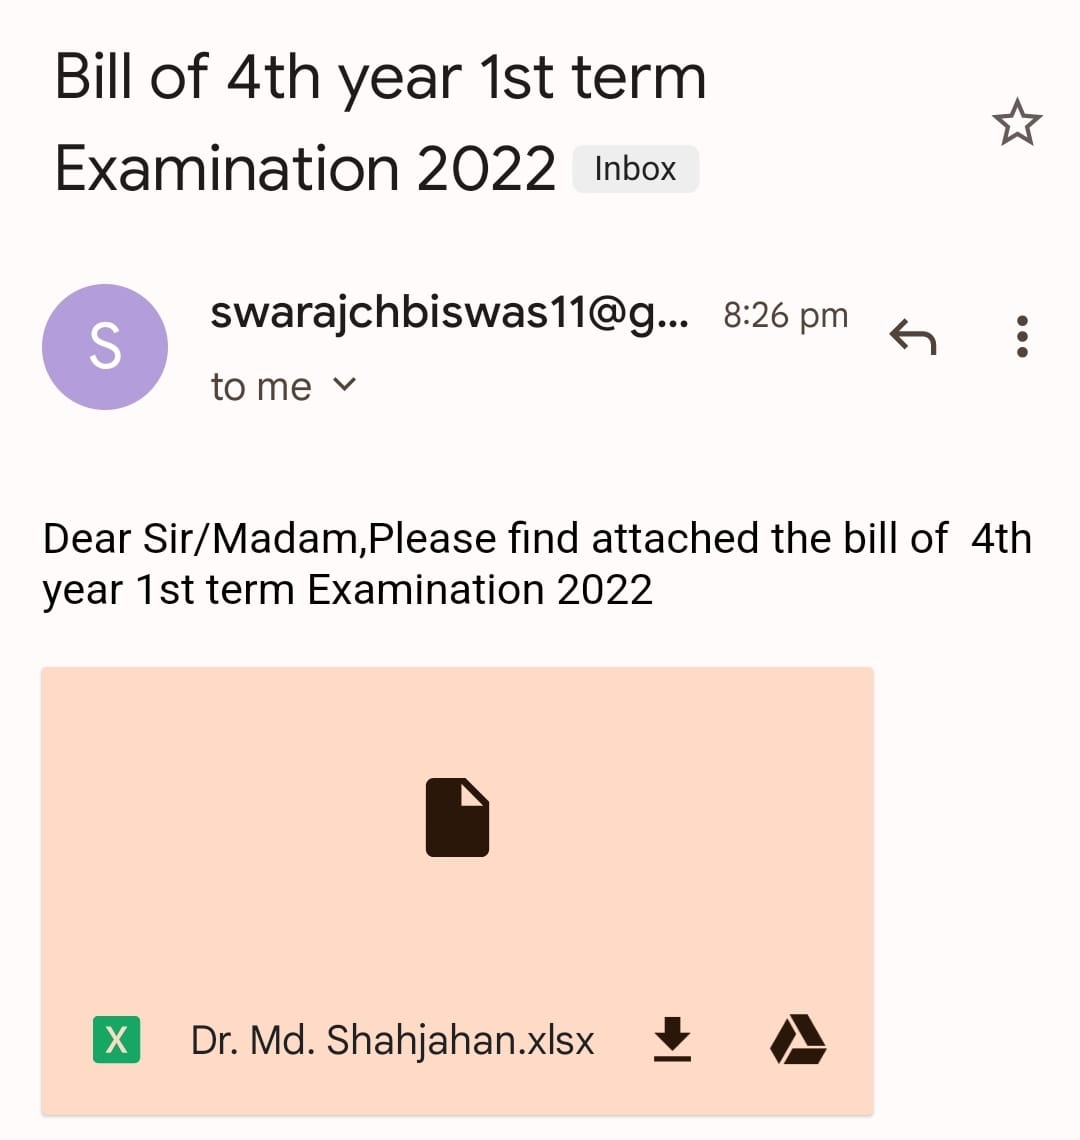 Bill of 4th year 1st term
Examination 2022 Inbox
S
swarajchbiswas11@g... 8:26 pm
to me
Dear Sir/Madam,Please find attached the bill of  4th
year 1st term Examination 2022
X Dr. Md. Shahjahan.xlsx